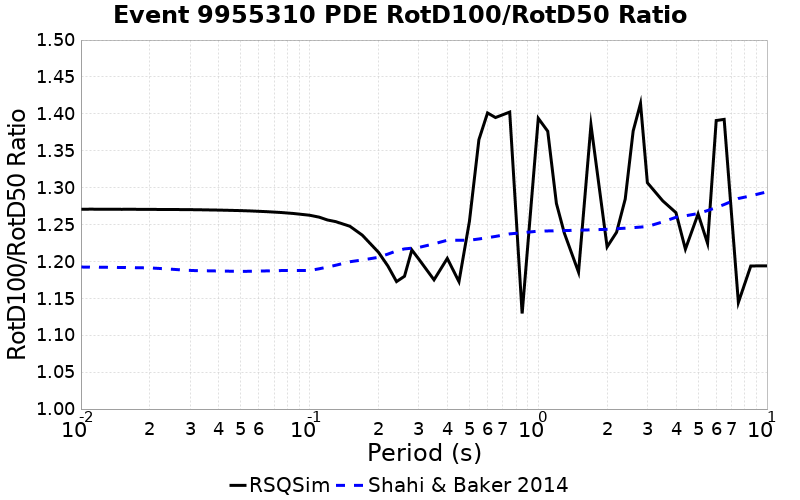 Event 9955310 PDE RotD100/RotD50 Ratio
RotD100/RotD50 Ratio
1.50
1.45
1.40
1.35
1.30
1.25
1.20
1.15
1.10
1.05
1.00
10-2 2 3 4 5 6 10-1 2 3 4 5 6 7 100 2 3 4 5 6 7 101
Period (s)
RSQSim Shahi & Baker 2014